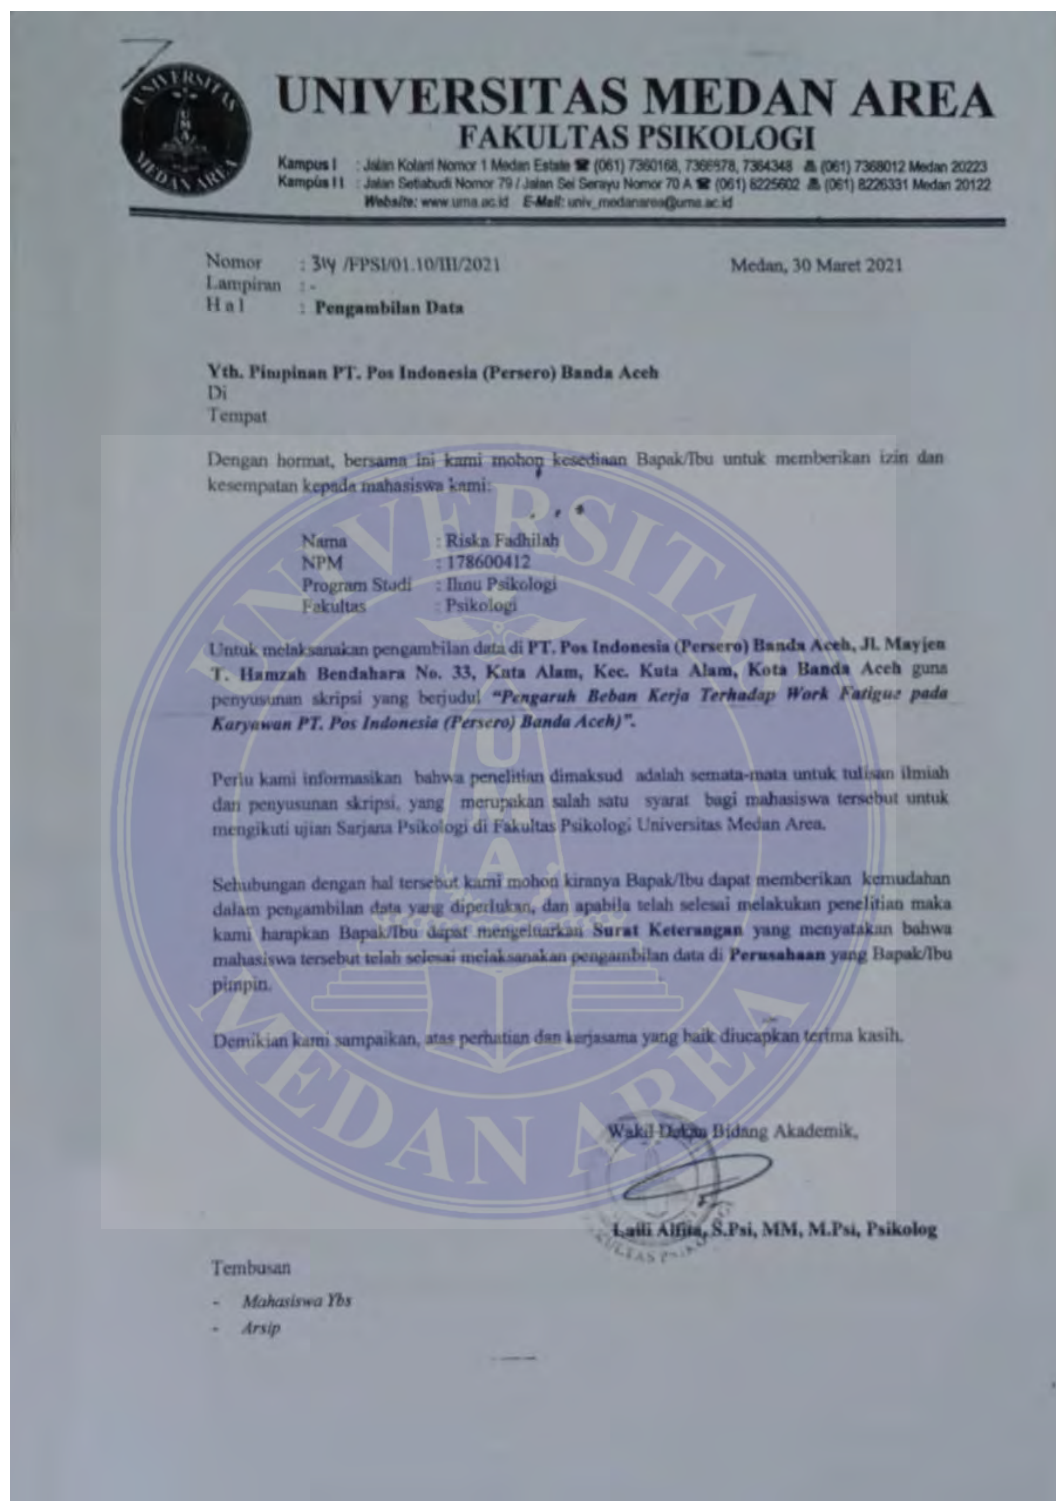 UNIVERSITAS MEDAN AREA
FAKULTAS PSIKOLOGI
Kampus I : Jalan Kolam Nomor 1 Medan Estate ☎ (061) 7360168, 7366878, 7364348 (061) 7368012 Medan 20223
Kampus II : Jalan Setiabudi Nomor 79 / Jalan Sei Serayu Nomor 70 A ☎ (061) 8225602 (061) 8226331 Medan 20122
Website: www.uma.ac.id E-Mail: univ_medanarea@uma.ac.id
UNIVERSITAS
UMA
MEDAN AREA
Nomor : 314 /FPSI/01.10/III/2021 Medan, 30 Maret 2021
Lampiran : -
H a l : Pengambilan Data
Yth. Pimpinan PT. Pos Indonesia (Persero) Banda Aceh
Di
Tempat
Dengan hormat, bersama ini kami mohon kesediaan Bapak/Ibu untuk memberikan izin dan
kesempatan kepada mahasiswa kami:
Nama : Riska Fadhilah
NPM : 178600412
Program Studi : Ilmu Psikologi
Fakultas : Psikologi
Untuk melaksanakan pengambilan data di PT. Pos Indonesia (Persero) Banda Aceh, Jl. Mayjen
T. Hamzah Bendahara No. 33, Kuta Alam, Kec. Kuta Alam, Kota Banda Aceh guna
penyusunan skripsi yang berjudul “Pengaruh Beban Kerja Terhadap Work Fatigue pada
Karyawan PT. Pos Indonesia (Persero) Banda Aceh)”.
Perlu kami informasikan bahwa penelitian dimaksud adalah semata-mata untuk tulisan ilmiah
dan penyusunan skripsi, yang merupakan salah satu syarat bagi mahasiswa tersebut untuk
mengikuti ujian Sarjana Psikologi di Fakultas Psikologi Universitas Medan Area.
Sehubungan dengan hal tersebut kami mohon kiranya Bapak/Ibu dapat memberikan kemudahan
dalam pengambilan data yang diperlukan, dan apabila telah selesai melakukan penelitian maka
kami harapkan Bapak/Ibu dapat mengeluarkan Surat Keterangan yang menyatakan bahwa
mahasiswa tersebut telah selesai melaksanakan pengambilan data di Perusahaan yang Bapak/Ibu
pimpin.
Demikian kami sampaikan, atas perhatian dan kerjasama yang baik diucapkan terima kasih.
UNIVERSITAS
UMA
MEDAN AREA
Wakil Dekan Bidang Akademik,
Laili Alfita, S.Psi, MM, M.Psi, Psikolog
Tembusan
- Mahasiswa Ybs
- Arsip